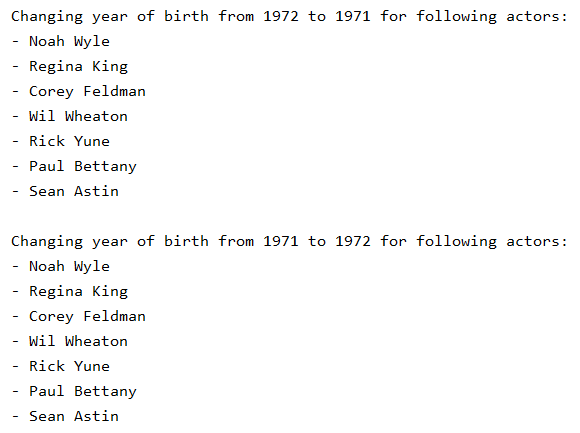 Changing year of birth from 1972 to 1971 for following actors:
- Noah Wyle
- Regina King
- Corey Feldman
- Wil Wheaton
- Rick Yune
- Paul Bettany
- Sean Astin
Changing year of birth from 1971 to 1972 for following actors:
- Noah Wyle
- Regina King
- Corey Feldman
- Wil Wheaton
- Rick Yune
- Paul Bettany
- Sean Astin